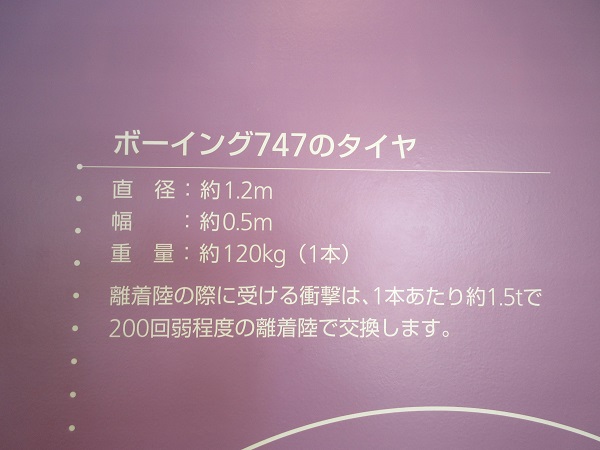 ボーイング747のタイヤ
直　径：約1.2m
幅　　：約0.5m
重　量：約120kg（1本）
離着陸の際に受ける衝撃は、1本あたり約1.5tで
200回弱程度の離着陸で交換します。